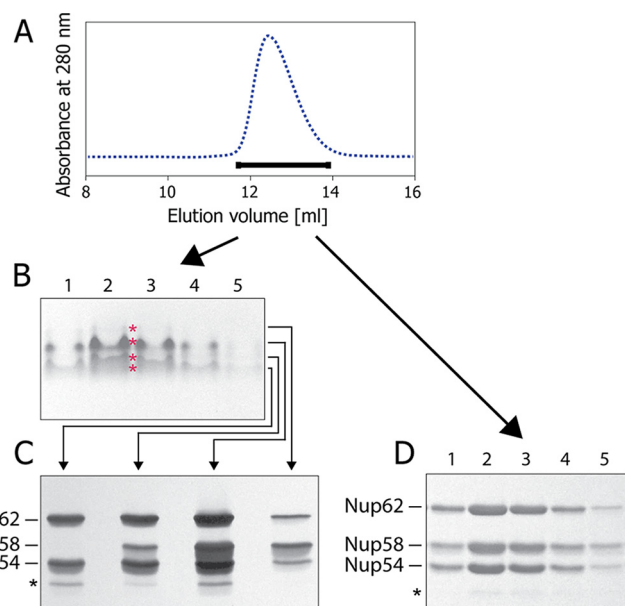 A
Absorbance at 280 nm
8 10 12 14 16
Elution volume [ml]
B
1 2 3 4 5
*
*
*
*
C
62
58
54
*
D
1 2 3 4 5
Nup62
Nup58
Nup54
*